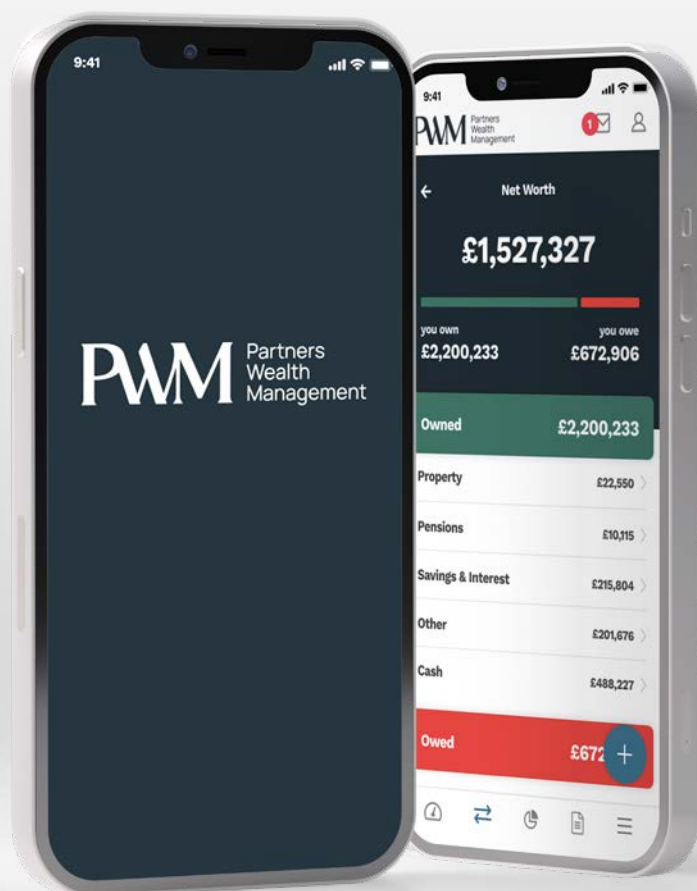 9:41
PWM Partners
Wealth
Management
9:41
PWM Partners
Wealth
Management
1
Net Worth
£1,527,327
you own you owe
£2,200,233 £672,906
Owned £2,200,233
Property £22,550
Pensions £10,115
Savings & Interest £215,804
Other £201,676
Cash £488,227
Owed £672